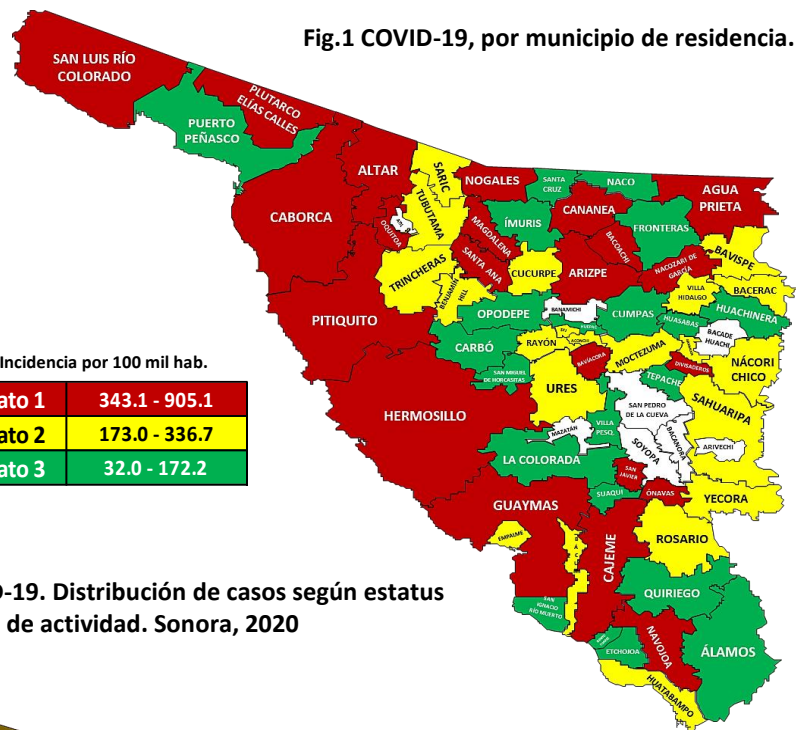 Fig.1 COVID-19, por municipio de residencia.
SAN LUIS RÍO
COLORADO
PLUTARCO
ELÍAS CALLES
PUERTO
PEÑASCO
ALTAR
SARIC
TUBUTAMA
NOGALES
SANTA
CRUZ
NACO
AGUA
PRIETA
CABORCA
OQUITOA
MAGDALENA
ÍMURIS
CANANEA
BACOACHI
FRONTERAS
SANTA ANA
CUCURPE
ARIZPE
NACOZARI DE
GARCÍA
BAVISPE
TRINCHERAS
BENJAMÍN
HILL
VILLA
HIDALGO
BACERAC
PITIQUITO
OPODEPE
BANAMICHI
CUMPAS
HUASABAS
HUACHINERA
CARBÓ
RAYÓN
BACADE
HUACHI
BAVÍACORA
MOCTEZUMA
NÁCORI
CHICO
SAN MIGUEL
DE HORCASITAS
DIVISADEROS
TEPACHE
Incidencia por 100 mil hab.
URES
SAHUARIPA
ato 1 343.1 - 905.1
ato 2 173.0 - 336.7
ato 3 32.0 - 172.2
HERMOSILLO
SAN PEDRO
DE LA CUEVA
MAZATÁN
VILLA
PESQ.
BACANORA
SOYOPA
ARIVECHI
LA COLORADA
SAN
JAVIER
SUAQUI
ÓNAVAS
YECORA
GUAYMAS
EMPALME
BÁC
CAJEME
ROSARIO
D-19. Distribución de casos según estatus
de actividad. Sonora, 2020
SAN
IGNACIO
RÍO MUERTO
QUIRIEGO
NAVOJOA
ÁLAMOS
ETCHOJOA
HUATABAMPO